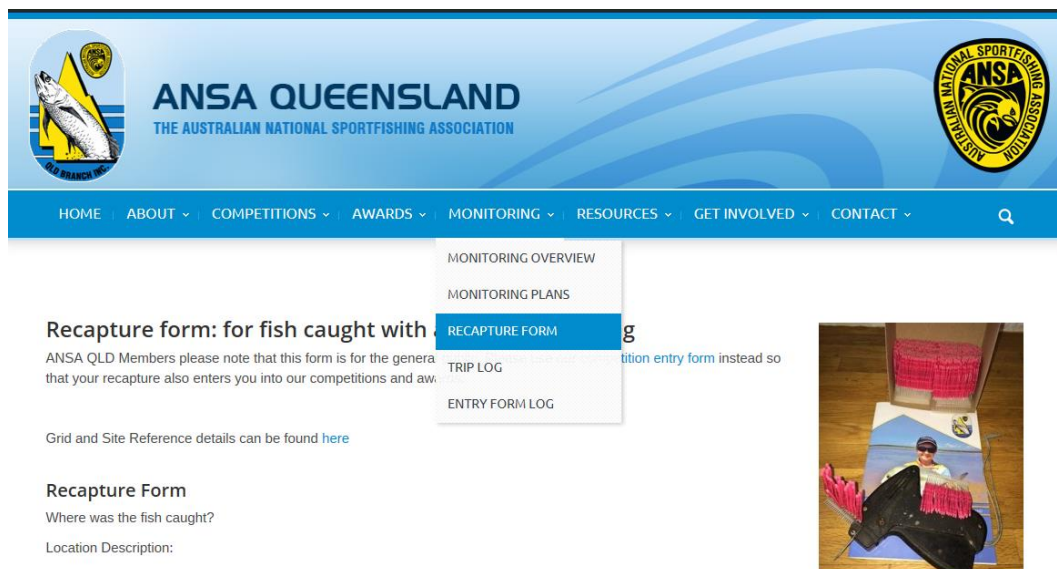 ANSA
QLD BRANCH INC.
ANSA QUEENSLAND
THE AUSTRALIAN NATIONAL SPORTFISHING ASSOCIATION
AUSTRALIAN NATIONAL SPORTFISHING ASSOCIATION
ANSA
HOME ABOUT COMPETITIONS AWARDS MONITORING RESOURCES GET INVOLVED CONTACT
MONITORING OVERVIEW
MONITORING PLANS
RECAPTURE FORM
TRIP LOG
ENTRY FORM LOG
Recapture form: for fish caught with
ANSA QLD Members please note that this form is for the entry form instead so
that your recapture also enters you into our competitions and
Grid and Site Reference details can be found here
Recapture Form
Where was the fish caught?
Location Description: